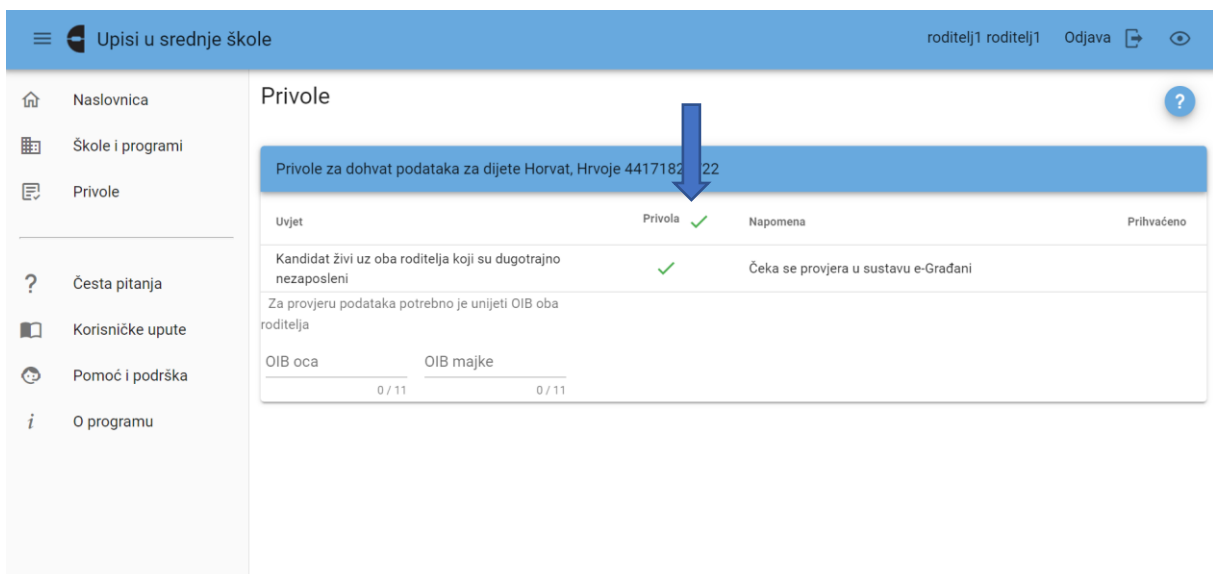 Upisi u srednje škole
roditelj1 roditelj1 Odjava
Naslovnica
Škole i programi
Privole
Česta pitanja
Korisničke upute
Pomoć i podrška
i O programu
Privole
?
Privole za dohvat podataka za dijete Horvat, Hrvoje
Uvjet Privola Napomena Prihvaćeno
Kandidat živi uz oba roditelja koji su dugotrajno
nezaposleni
Čeka se provjera u sustavu e-Građani
Za provjeru podataka potrebno je unijeti OIB oba
roditelja
OIB oca OIB majke
0 / 11 0 / 11